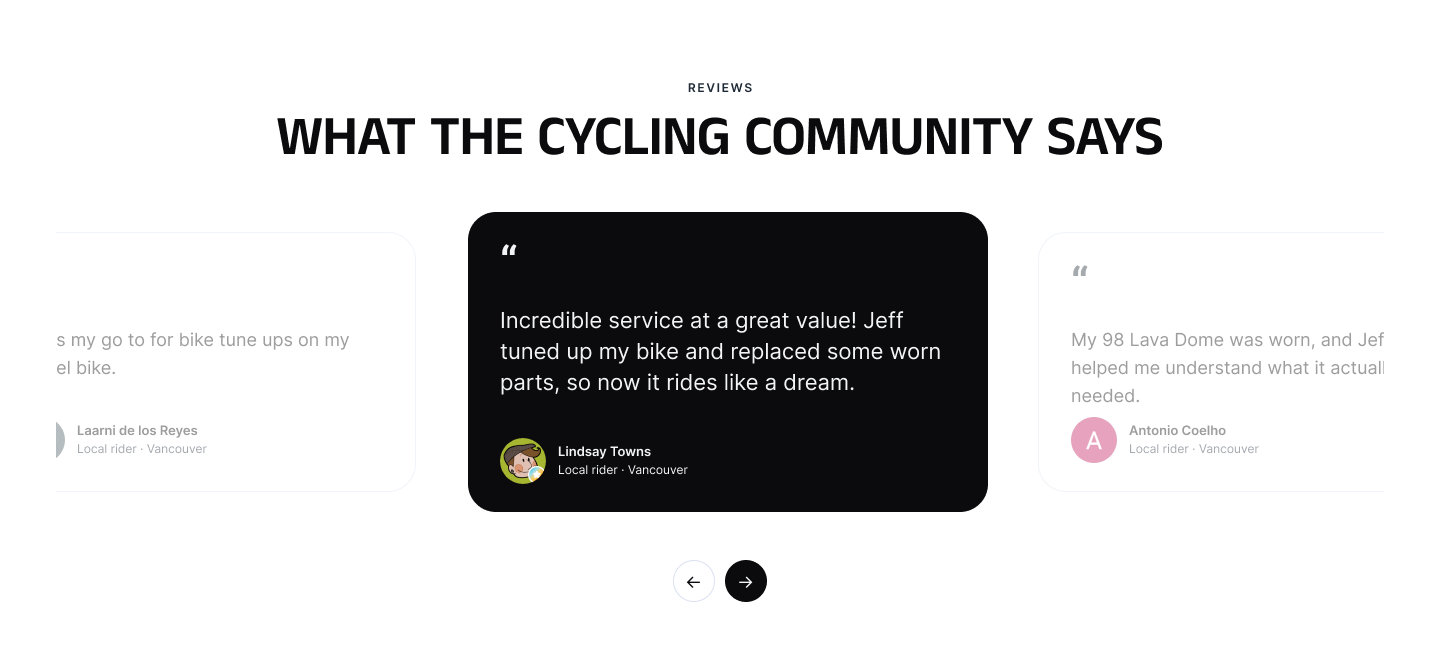 REVIEWS
WHAT THE CYCLING COMMUNITY SAYS
s my go to for bike tune ups on my
el bike.
Laarni de los Reyes
Local rider · Vancouver
“
Incredible service at a great value! Jeff
tuned up my bike and replaced some worn
parts, so now it rides like a dream.
Lindsay Towns
Local rider · Vancouver
“
My 98 Lava Dome was worn, and Jef
helped me understand what it actuall
needed.
A
Antonio Coelho
Local rider · Vancouver
← →